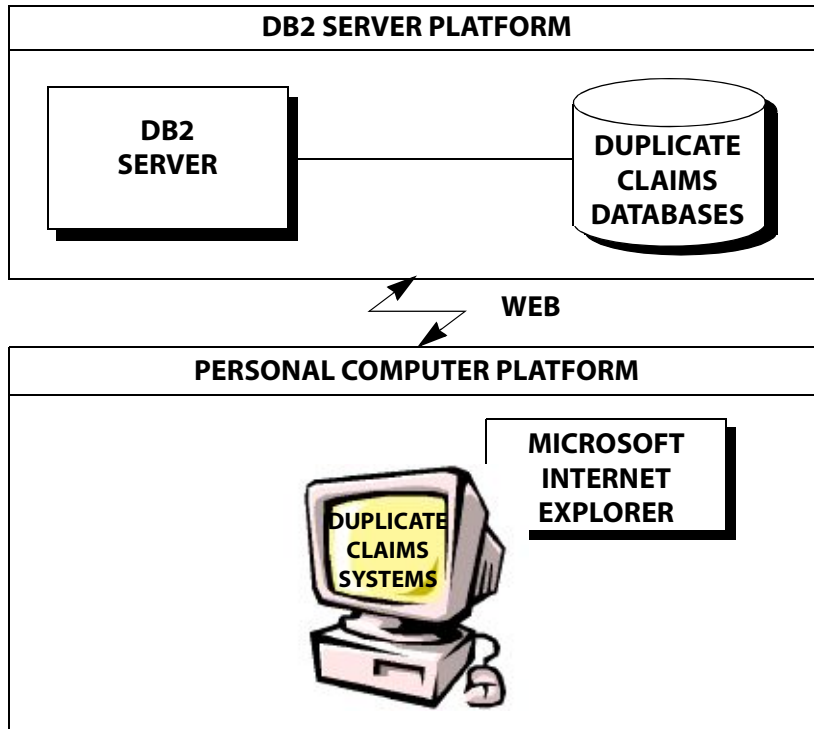 DB2 SERVER PLATFORM
DB2
SERVER
DUPLICATE
CLAIMS
DATABASES
WEB
PERSONAL COMPUTER PLATFORM
MICROSOFT
INTERNET
EXPLORER
DUPLICATE
CLAIMS
SYSTEMS